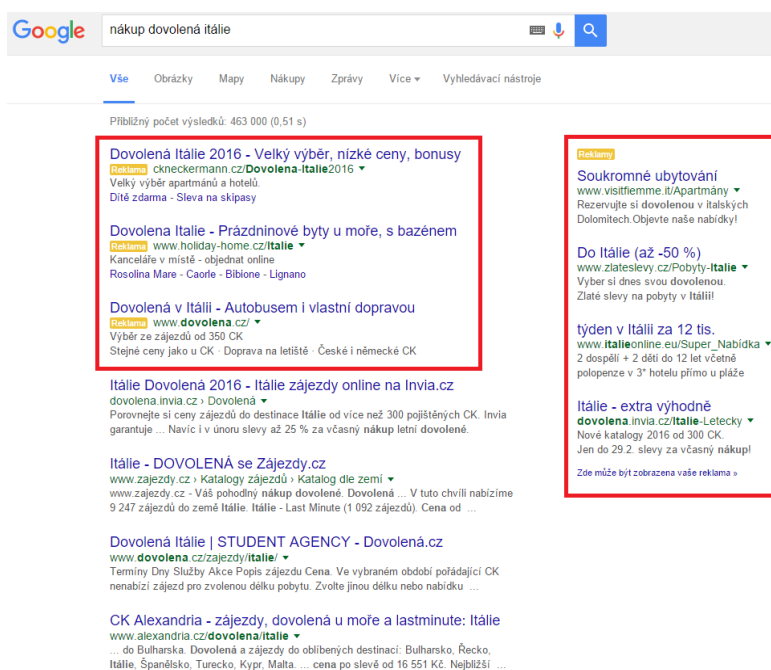 Google
nákup dovolená itálie
Vše Obrázky Mapy Nákupy Zprávy Více Vyhledávací nástroje
Přibližný počet výsledků: 463 000 (0,51 s)
Dovolená Itálie 2016 - Velký výběr, nízké ceny, bonusy
Reklama ckneckermann.cz/Dovolena-Italie2016
Velký výběr apartmánů a hotelů.
Dítě zdarma - Sleva na skipasy
Dovolena Italie - Prázdninové byty u moře, s bazénem
Reklama www.holiday-home.cz/Italie
Kanceláře v místě - objednat online
Rosolina Mare - Caorle - Bibione - Lignano
Dovolená v Itálii - Autobusem i vlastní dopravou
Reklama www.dovolena.cz/
Výběr ze zájezdů od 350 CK
Stejné ceny jako u CK · Doprava na letiště · České i německé CK
Itálie Dovolená 2016 - Itálie zájezdy online na Invia.cz
dovolena.invia.cz › Dovolená
Porovnejte si ceny zájezdů do destinace Itálie od více než 300 pojištěných CK. Invia
garantuje ... Navíc i v únoru slevy až 25 % za včasný nákup letní dovolené.
Itálie - DOVOLENÁ se Zájezdy.cz
www.zajezdy.cz › Katalogy zájezdů › Katalog dle zemí
www.zajezdy.cz - Váš pohodlný nákup dovolené. Dovolená ... V tuto chvíli nabízíme
9 247 zájezdů do země Itálie. Itálie - Last Minute (1 092 zájezdů). Cena od ...
Dovolená Itálie | STUDENT AGENCY - Dovolená.cz
www.dovolena.cz/zajezdy/italie/
Termíny Dny Služby Akce Popis zájezdu Cena. Ve vybraném období pořádající CK
nenabízí zájezd pro zvolenou délku pobytu. Zvolte jinou délku nebo nabídku ...
CK Alexandria - zájezdy, dovolená u moře a lastminute: Itálie
www.alexandria.cz/dovolena/italie
... do Bulharska. Dovolená a zájezdy do oblíbených destinací: Bulharsko, Řecko,
Itálie, Španělsko, Turecko, Kypr, Malta. ... cena po slevě od 16 551 Kč. Nejbližší ...
Reklamy
Soukromné ubytování
www.visitfiemme.it/Apartmány
Rezervujte si dovolenou v italských
Dolomitech.Objevte naše nabídky!
Do Itálie (až -50 %)
www.zlateslevy.cz/Pobyty-Italie
Vyber si dnes svou dovolenou.
Zlaté slevy na pobyty v Itálii!
týden v Itálii za 12 tis.
www.italieonline.eu/Super_Nabídka
2 dospělí + 2 děti do 12 let včetně
polopenze v 3* hotelu přímo u pláže
Itálie - extra výhodně
dovolena.invia.cz/Italie-Letecky
Nové katalogy 2016 od 300 CK.
Jen do 29.2. slevy za včasný nákup!
Zde může být zobrazena vaše reklama »